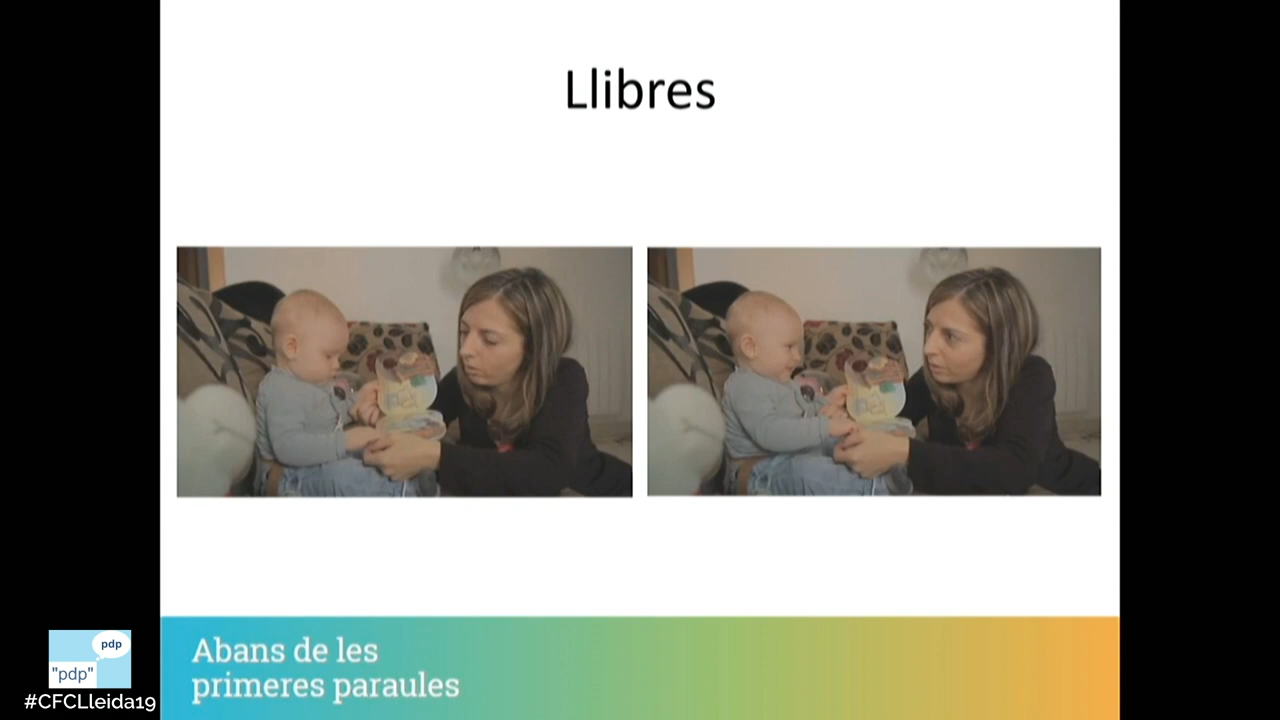 Llibres
Abans de les
primeres paraules
pdp
"pdp"
#CFCLleida19